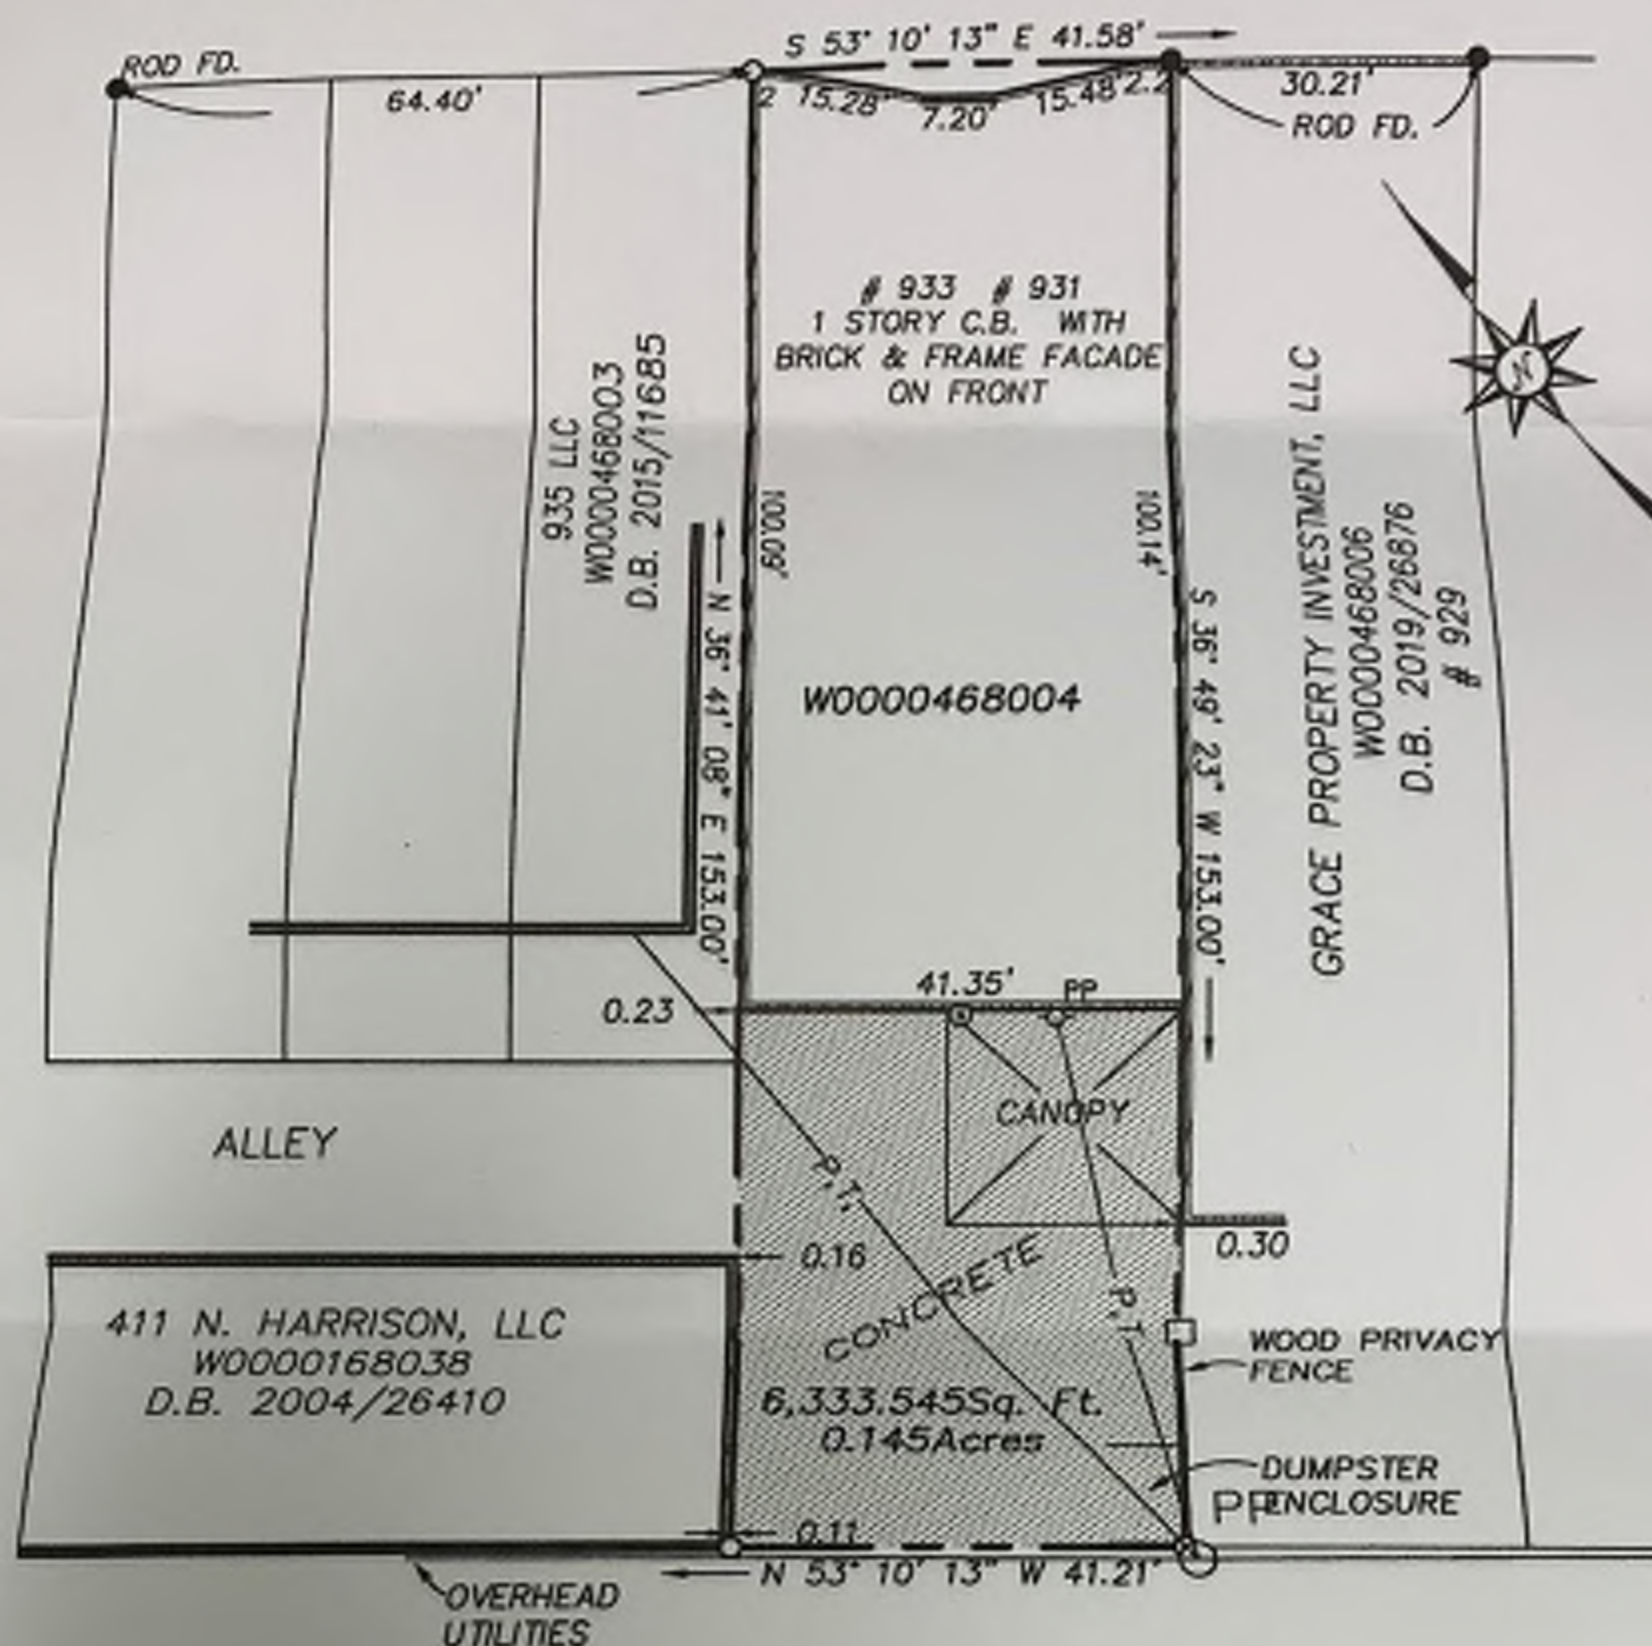 S 53° 10' 13" E 41.58'
ROD FD.
64.40'
2 15.28' 7.20' 15.48' 2.2
30.21'
ROD FD.
# 933 # 931
1 STORY C.B. WITH
BRICK & FRAME FACADE
ON FRONT
N
935 LLC
W0000468003
D.B. 2015/11685
100.09'
100.14'
N 36° 41' 08" E 153.00'
S 36° 49' 23" W 153.00'
GRACE PROPERTY INVESTMENT, LLC
W0000468006
D.B. 2019/26876
# 929
W0000468004
41.35'
PP
0.23
CANOPY
ALLEY
P.T.
0.16
0.30
CONCRETE
P.T.
411 N. HARRISON, LLC
W0000168038
D.B. 2004/26410
WOOD PRIVACY
FENCE
6,333.545Sq. Ft.
0.145Acres
DUMPSTER
ENCLOSURE
PP
0.11
N 53° 10' 13" W 41.21'
OVERHEAD
UTILITIES